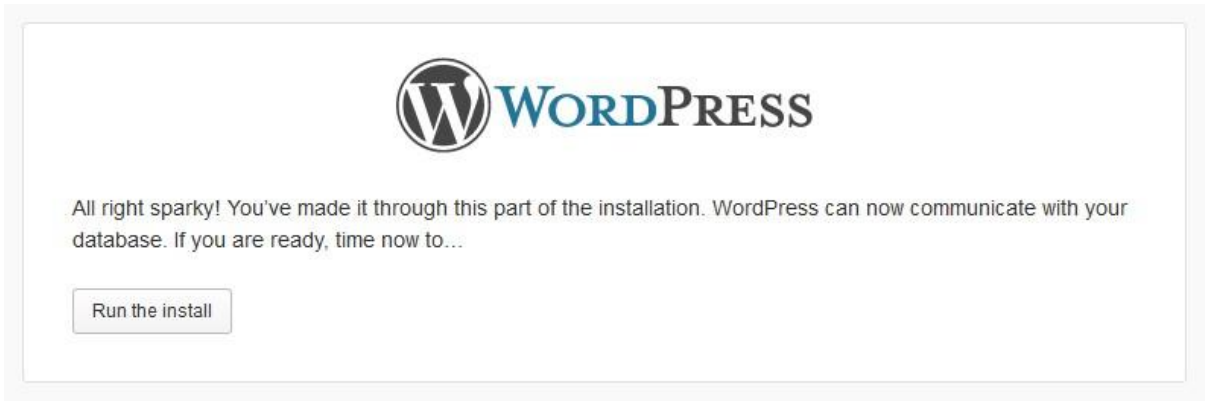 WORDPRESS
All right sparky! You’ve made it through this part of the installation. WordPress can now communicate with your
database. If you are ready, time now to…
Run the install